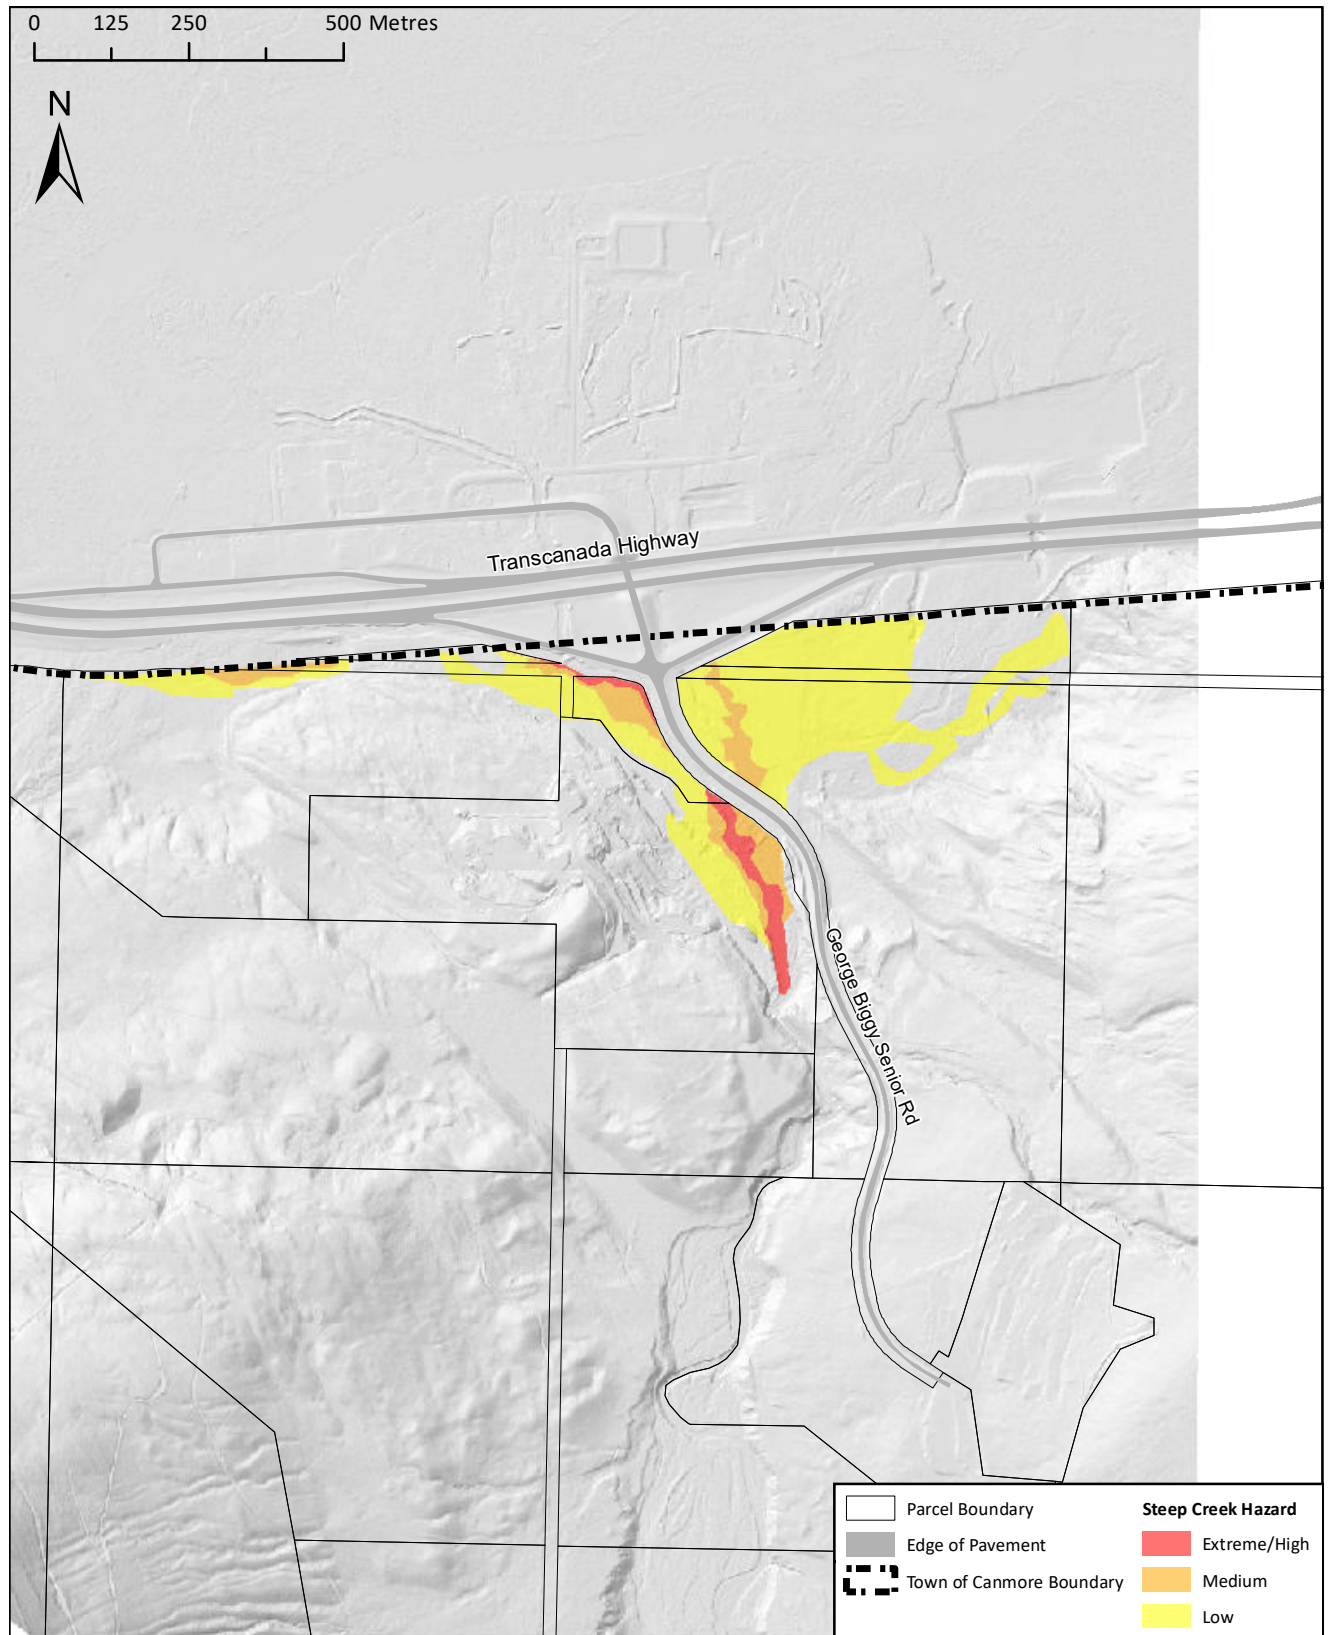 0 125 250 500 Metres
N
Transcanada Highway
George Biggy Senior Rd
Parcel Boundary
Edge of Pavement
Town of Canmore Boundary
Steep Creek Hazard
Extreme/High
Medium
Low